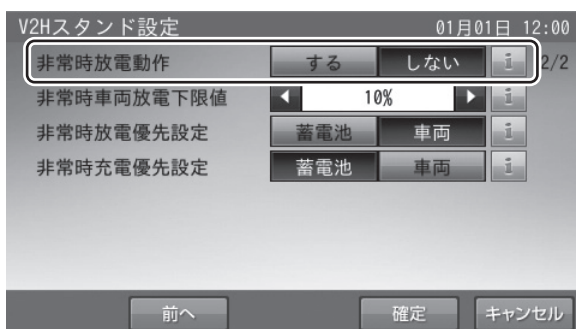 V2Hスタンド設定 01月01日 12:00
非常時放電動作 する しない i 2/2
非常時車両放電下限値 ◀ 10% ▶ i
非常時放電優先設定 蓄電池 車両 i
非常時充電優先設定 蓄電池 車両 i
前へ 確定 キャンセル